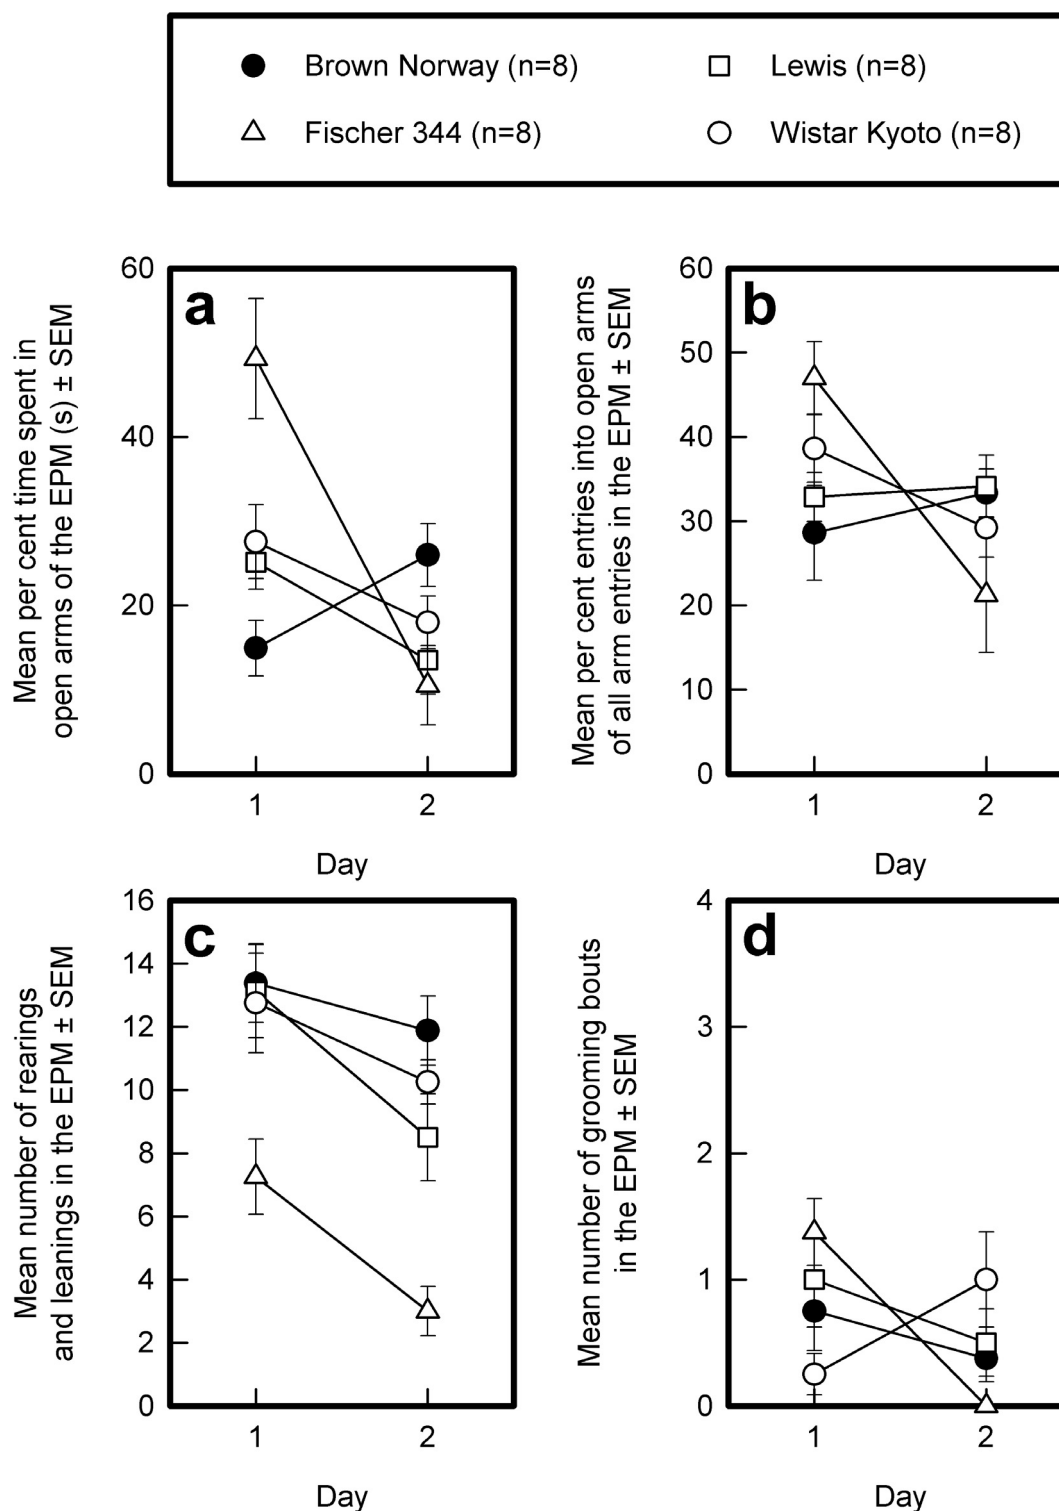 Brown Norway (n=8)
Lewis (n=8)
Fischer 344 (n=8)
Wistar Kyoto (n=8)
a
Mean per cent time spent in
open arms of the EPM (s) ± SEM
60
40
20
0
1
2
Day
b
Mean per cent entries into open arms
of all arm entries in the EPM ± SEM
60
50
40
30
20
10
0
1
2
Day
c
Mean number of rearings
and leanings in the EPM ± SEM
16
14
12
10
8
6
4
2
0
1
2
Day
d
Mean number of grooming bouts
in the EPM ± SEM
4
3
2
1
0
1
2
Day